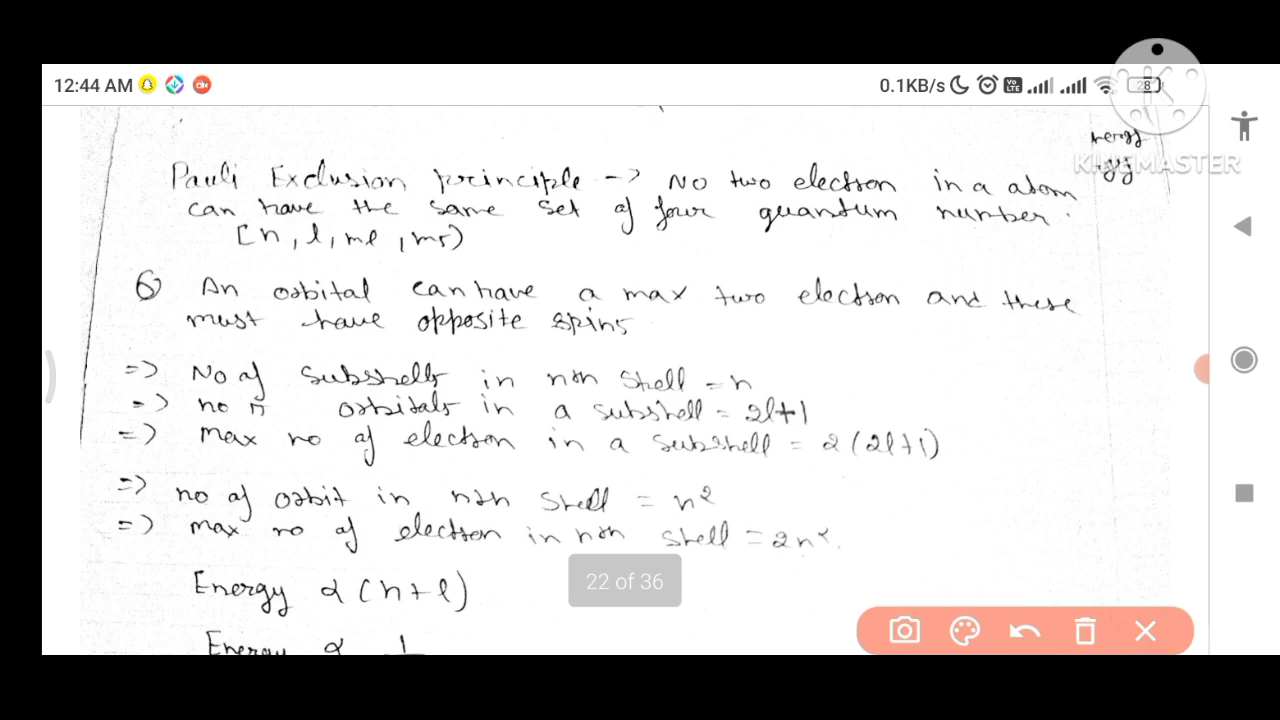 12:44 AM
0.1KB/s
28
KINEMASTER
Pauli Exclusion principle -> No two electron in a atom
can have the same set of four quantum number.
[n, l, ml, ms)
An orbital can have a max two electron and these
must have opposite spins
=> No of subshells in nth shell = n
=> no orbitals in a subshell = 2l+1
=> max no of electron in a subshell = 2(2l+1)
=> no of orbit in nth shell = n²
=> max no of electron in nth shell = 2n².
Energy α (n+l)
22 of 36
Energy α 1